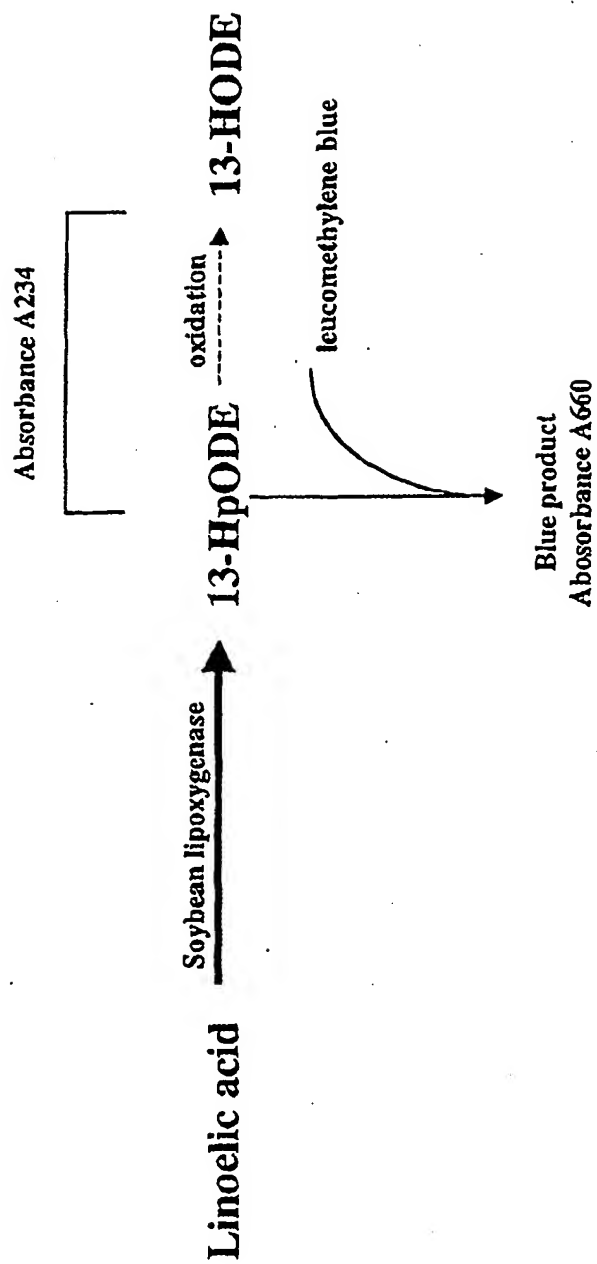 Absorbance A234
Linoelic acid
Soybean lipoxygenase
13-HpODE
oxidation
13-HODE
leucomethylene blue
Blue product
Abosorbance A660